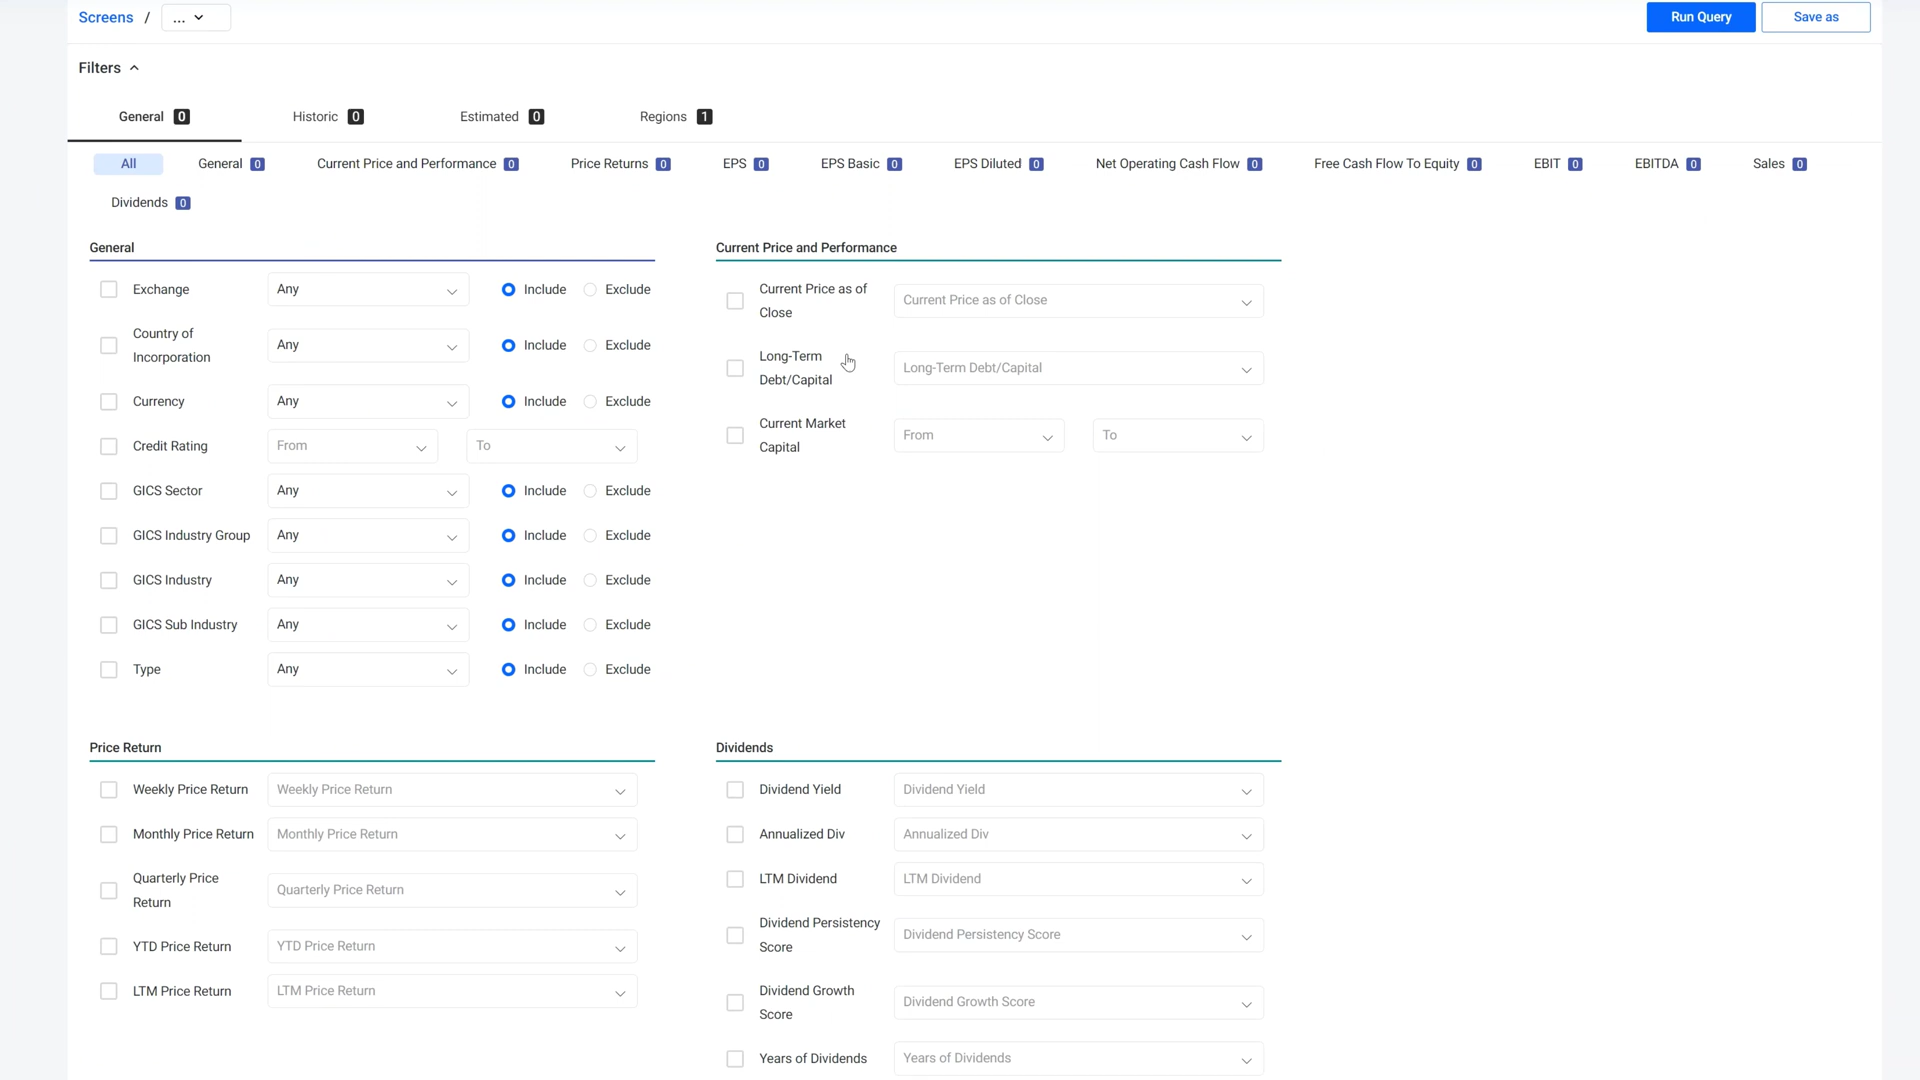 Screens / ...
Run Query
Save as
Filters
General 0
Historic 0
Estimated 0
Regions 1
All
General 0
Current Price and Performance 0
Price Returns 0
EPS 0
EPS Basic 0
EPS Diluted 0
Net Operating Cash Flow 0
Free Cash Flow To Equity 0
EBIT 0
EBITDA 0
Sales 0
Dividends 0
General
Exchange Any Include Exclude
Country of
Incorporation
Any Include Exclude
Currency Any Include Exclude
Credit Rating From To
GICS Sector Any Include Exclude
GICS Industry Group Any Include Exclude
GICS Industry Any Include Exclude
GICS Sub Industry Any Include Exclude
Type Any Include Exclude
Current Price and Performance
Current Price as of
Close
Current Price as of Close
Long-Term
Debt/Capital
Long-Term Debt/Capital
Current Market
Capital
From To
Price Return
Weekly Price Return Weekly Price Return
Monthly Price Return Monthly Price Return
Quarterly Price
Return
Quarterly Price Return
YTD Price Return YTD Price Return
LTM Price Return LTM Price Return
Dividends
Dividend Yield Dividend Yield
Annualized Div Annualized Div
LTM Dividend LTM Dividend
Dividend Persistency
Score
Dividend Persistency Score
Dividend Growth
Score
Dividend Growth Score
Years of Dividends Years of Dividends